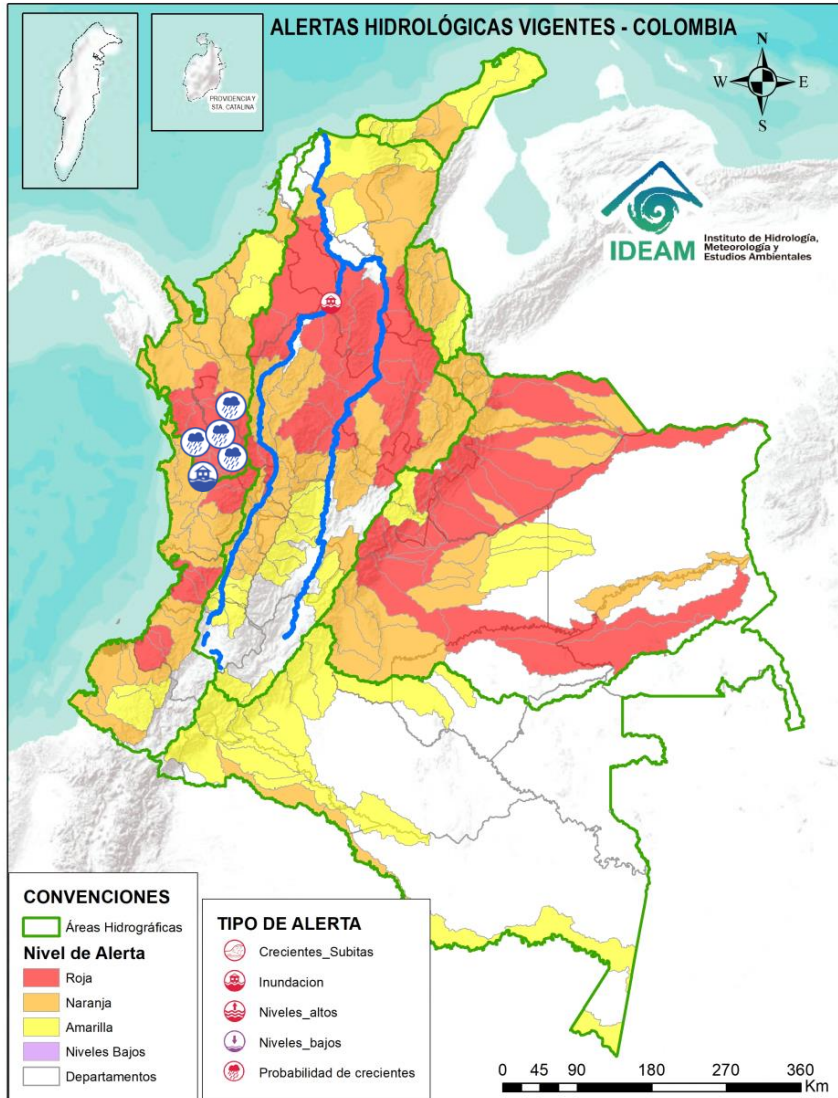 ALERTAS HIDROLÓGICAS VIGENTES - COLOMBIA
PROVIDENCIA Y
STA. CATALINA
N
W
E
S
IDEAM
Instituto de Hidrología,
Meteorología y
Estudios Ambientales
CONVENCIONES
Áreas Hidrográficas
Nivel de Alerta
Roja
Naranja
Amarilla
Niveles Bajos
Departamentos
TIPO DE ALERTA
Crecientes_Subitas
Inundacion
Niveles_altos
Niveles_bajos
Probabilidad de crecientes
0 45 90 180 270 360
Km